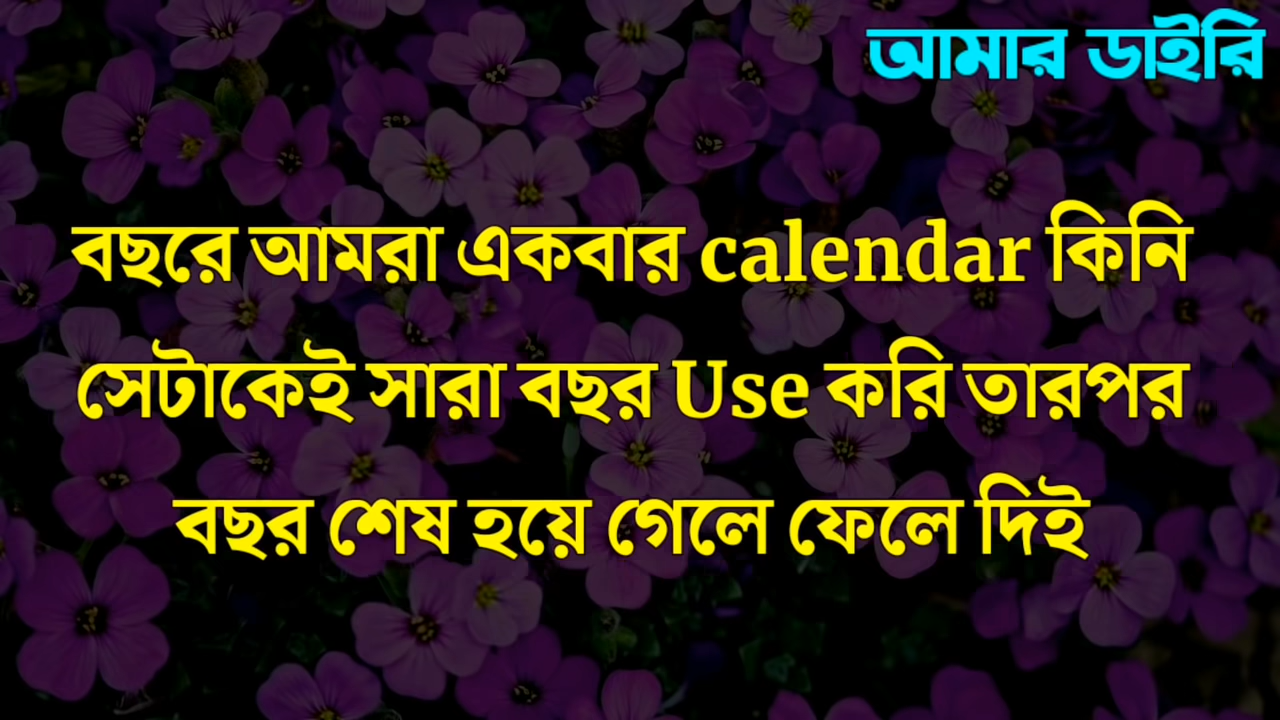 আমার ডাইরি
বছরে আমরা একবার calendar কিনি
সেটাকেই সারা বছর Use করি তারপর
বছর শেষ হয়ে গেলে ফেলে দিই